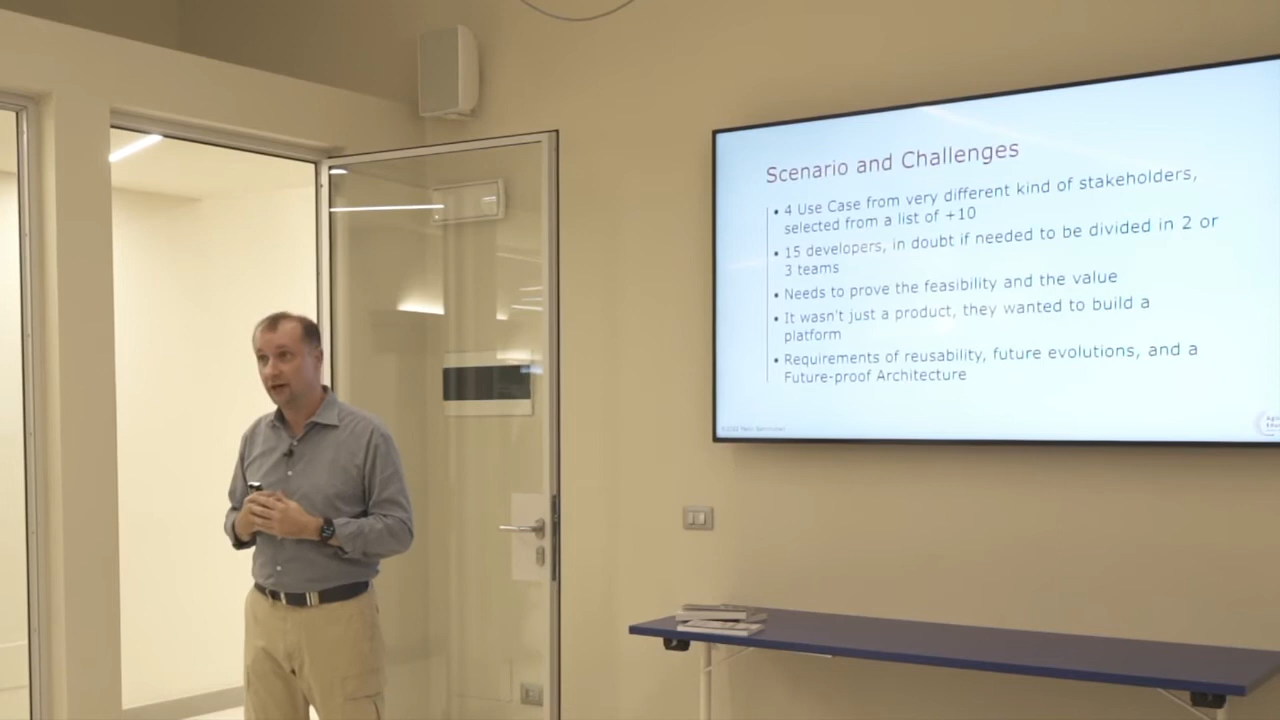 Scenario and Challenges
• 4 Use Case from very different kind of stakeholders,
selected from a list of +10
• 15 developers, in doubt if needed to be divided in 2 or
3 teams
• Needs to prove the feasibility and the value
• It wasn't just a product, they wanted to build a
platform
• Requirements of reusability, future evolutions, and a
Future-proof Architecture